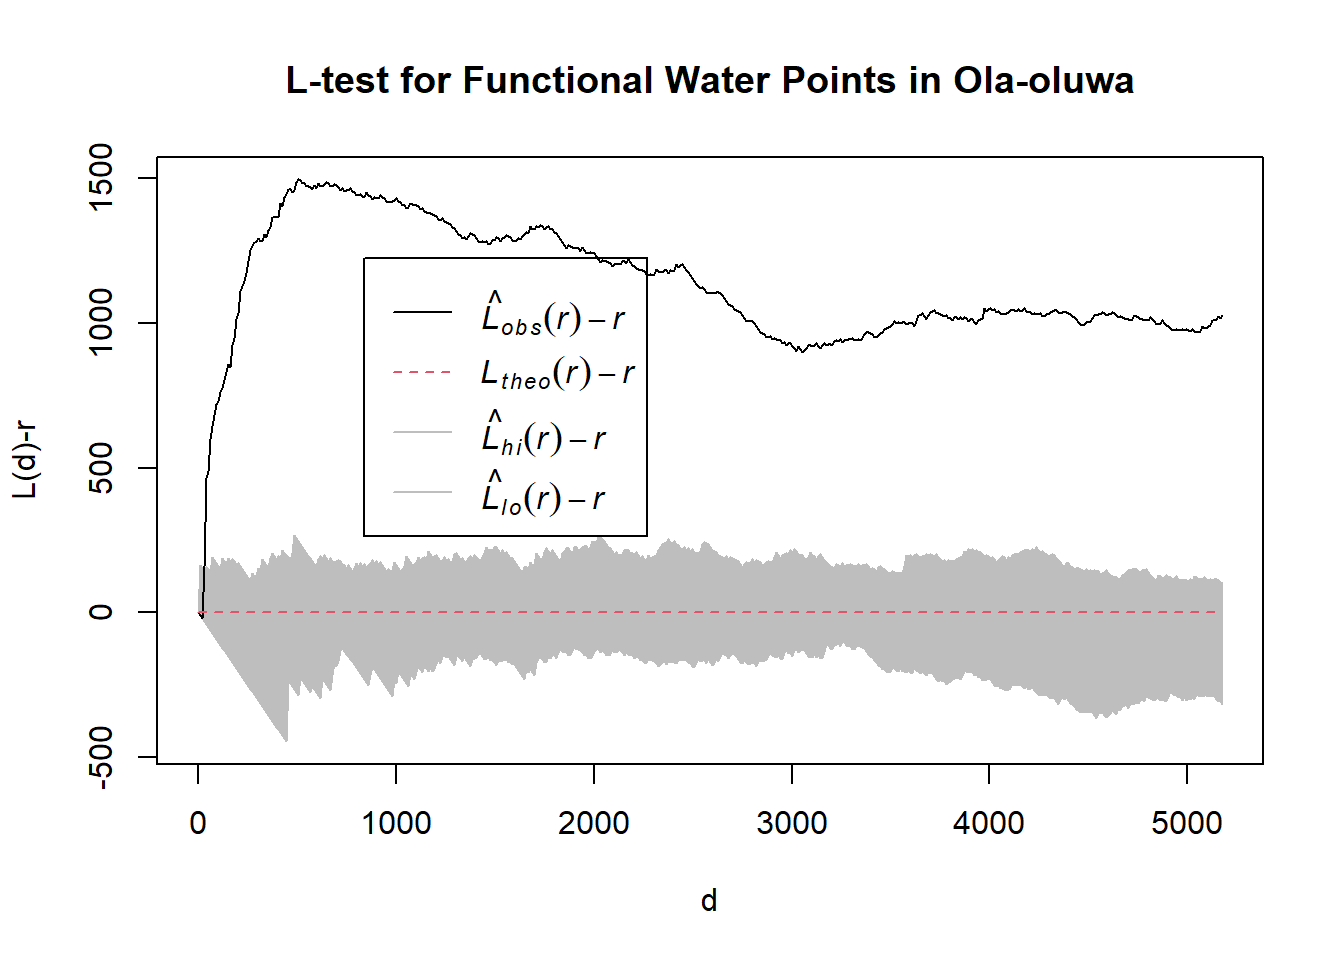 L-test for Functional Water Points in Ola-oluwa
L(d)-r
1500
1000
500
0
-500
L̂obs(r) − r
Ltheo(r) − r
L̂hi(r) − r
L̂lo(r) − r
0 1000 2000 3000 4000 5000
d